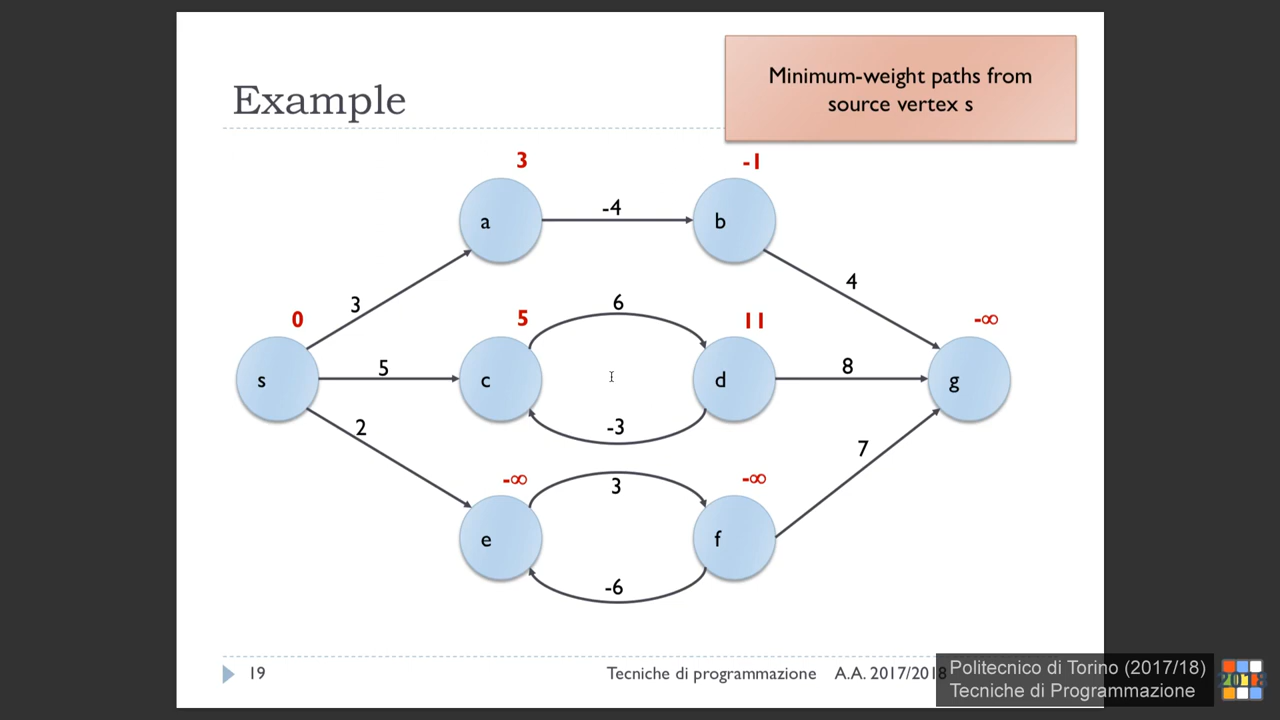 Minimum-weight paths from
source vertex s
Example
3
-1
a
-4
b
3
4
0
5
6
11
-∞
s
5
c
d
8
g
2
-3
7
-∞
3
-∞
e
f
-6
19
Tecniche di programmazione A.A. 2017/2018
Politecnico di Torino (2017/18)
Tecniche di Programmazione
2018